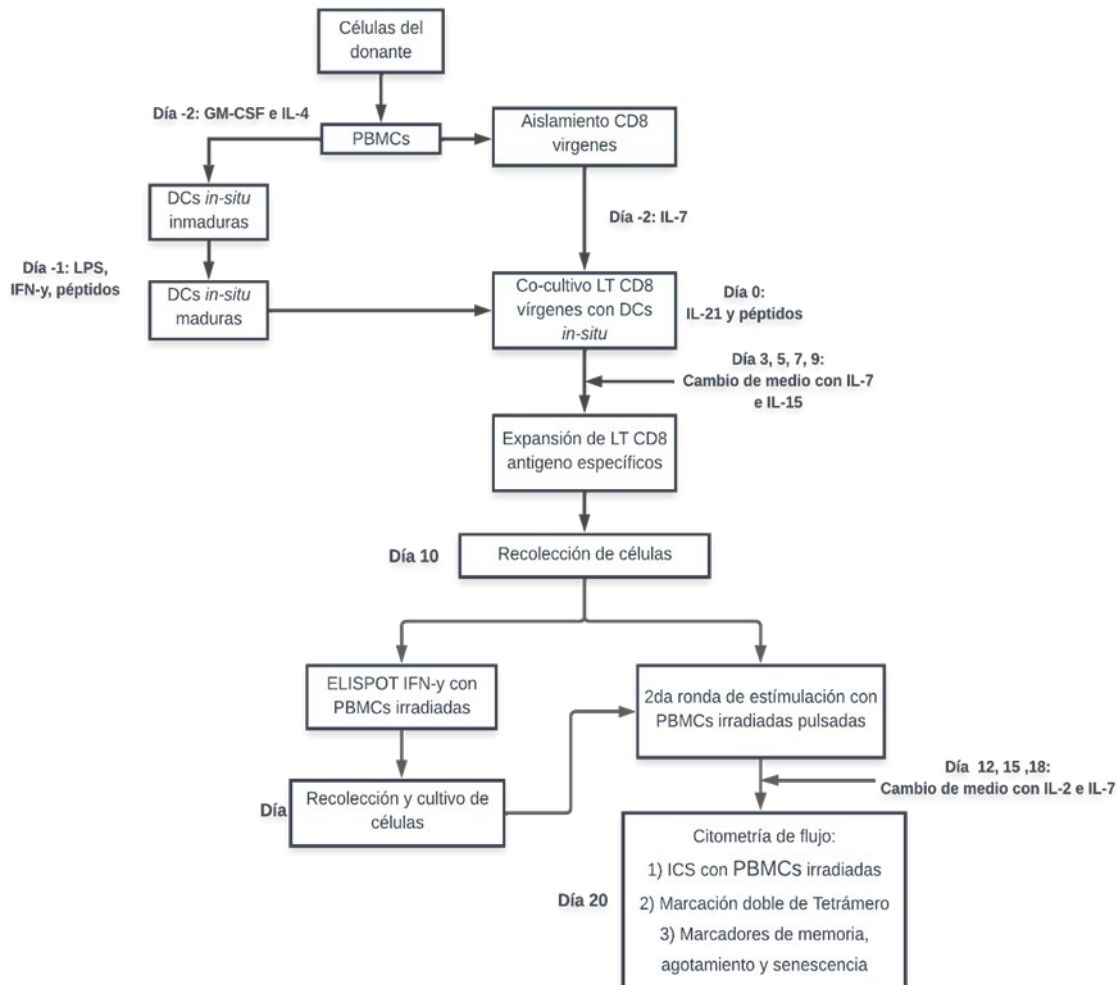 Células del
donante
Día -2: GM-CSF e IL-4
PBMCs
Aislamiento CD8
virgenes
DCs in-situ
inmaduras
Día -2: IL-7
Día -1: LPS,
IFN-y, péptidos
DCs in-situ
maduras
Co-cultivo LT CD8
vírgenes con DCs
in-situ
Día 0:
IL-21 y péptidos
Día 3, 5, 7, 9:
Cambio de medio con IL-7
e IL-15
Expansión de LT CD8
antigeno específicos
Día 10
Recolección de células
ELISPOT IFN-y con
PBMCs irradiadas
2da ronda de estímulación con
PBMCs irradiadas pulsadas
Día
Recolección y cultivo de
células
Día 12, 15 ,18:
Cambio de medio con IL-2 e IL-7
Día 20
Citometría de flujo:
1) ICS con PBMCs irradiadas
2) Marcación doble de Tetrámero
3) Marcadores de memoria,
agotamiento y senescencia